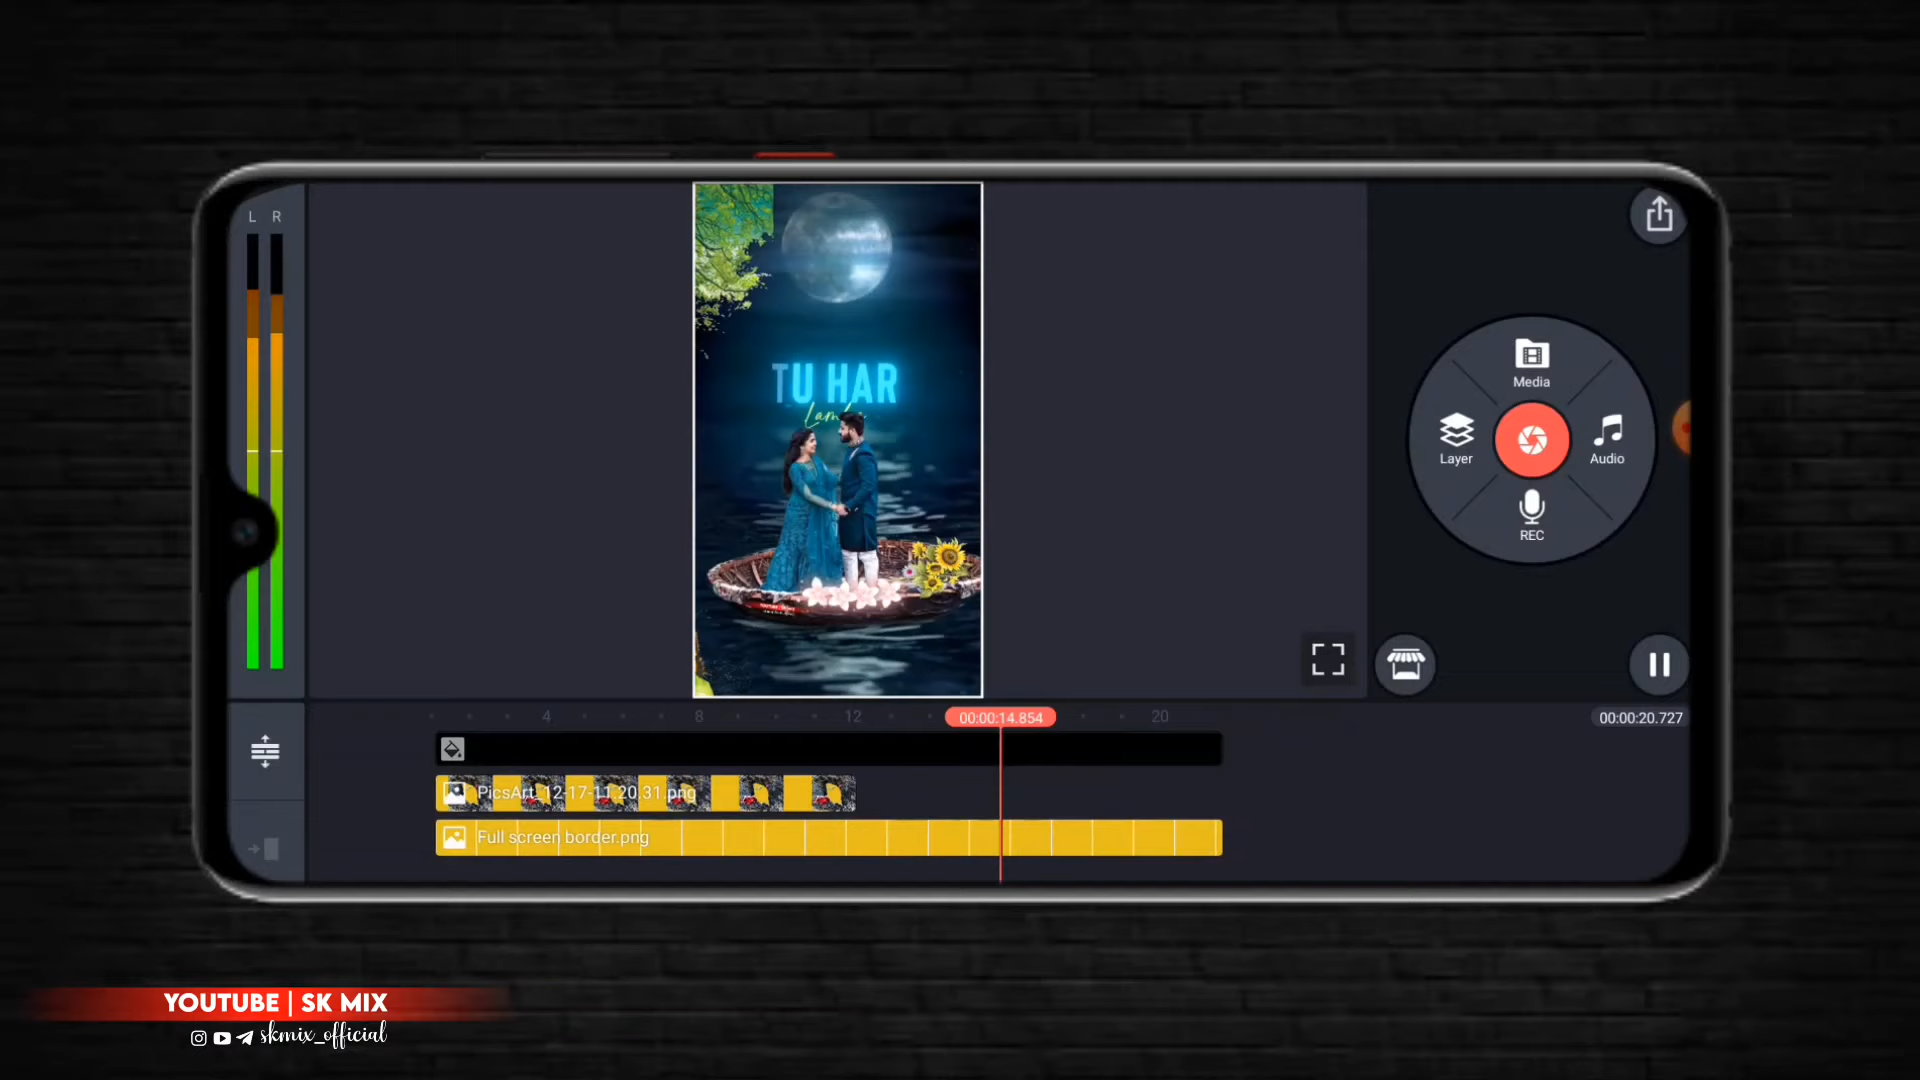 L R
TU HAR
Lamha
Media
Layer
Audio
REC
4 8 12 00:00:14.854 20 00:00:20.727
PicsArt_12-17-11.20.31.png
Full screen border.png
YOUTUBE | SK MIX
skmix_official